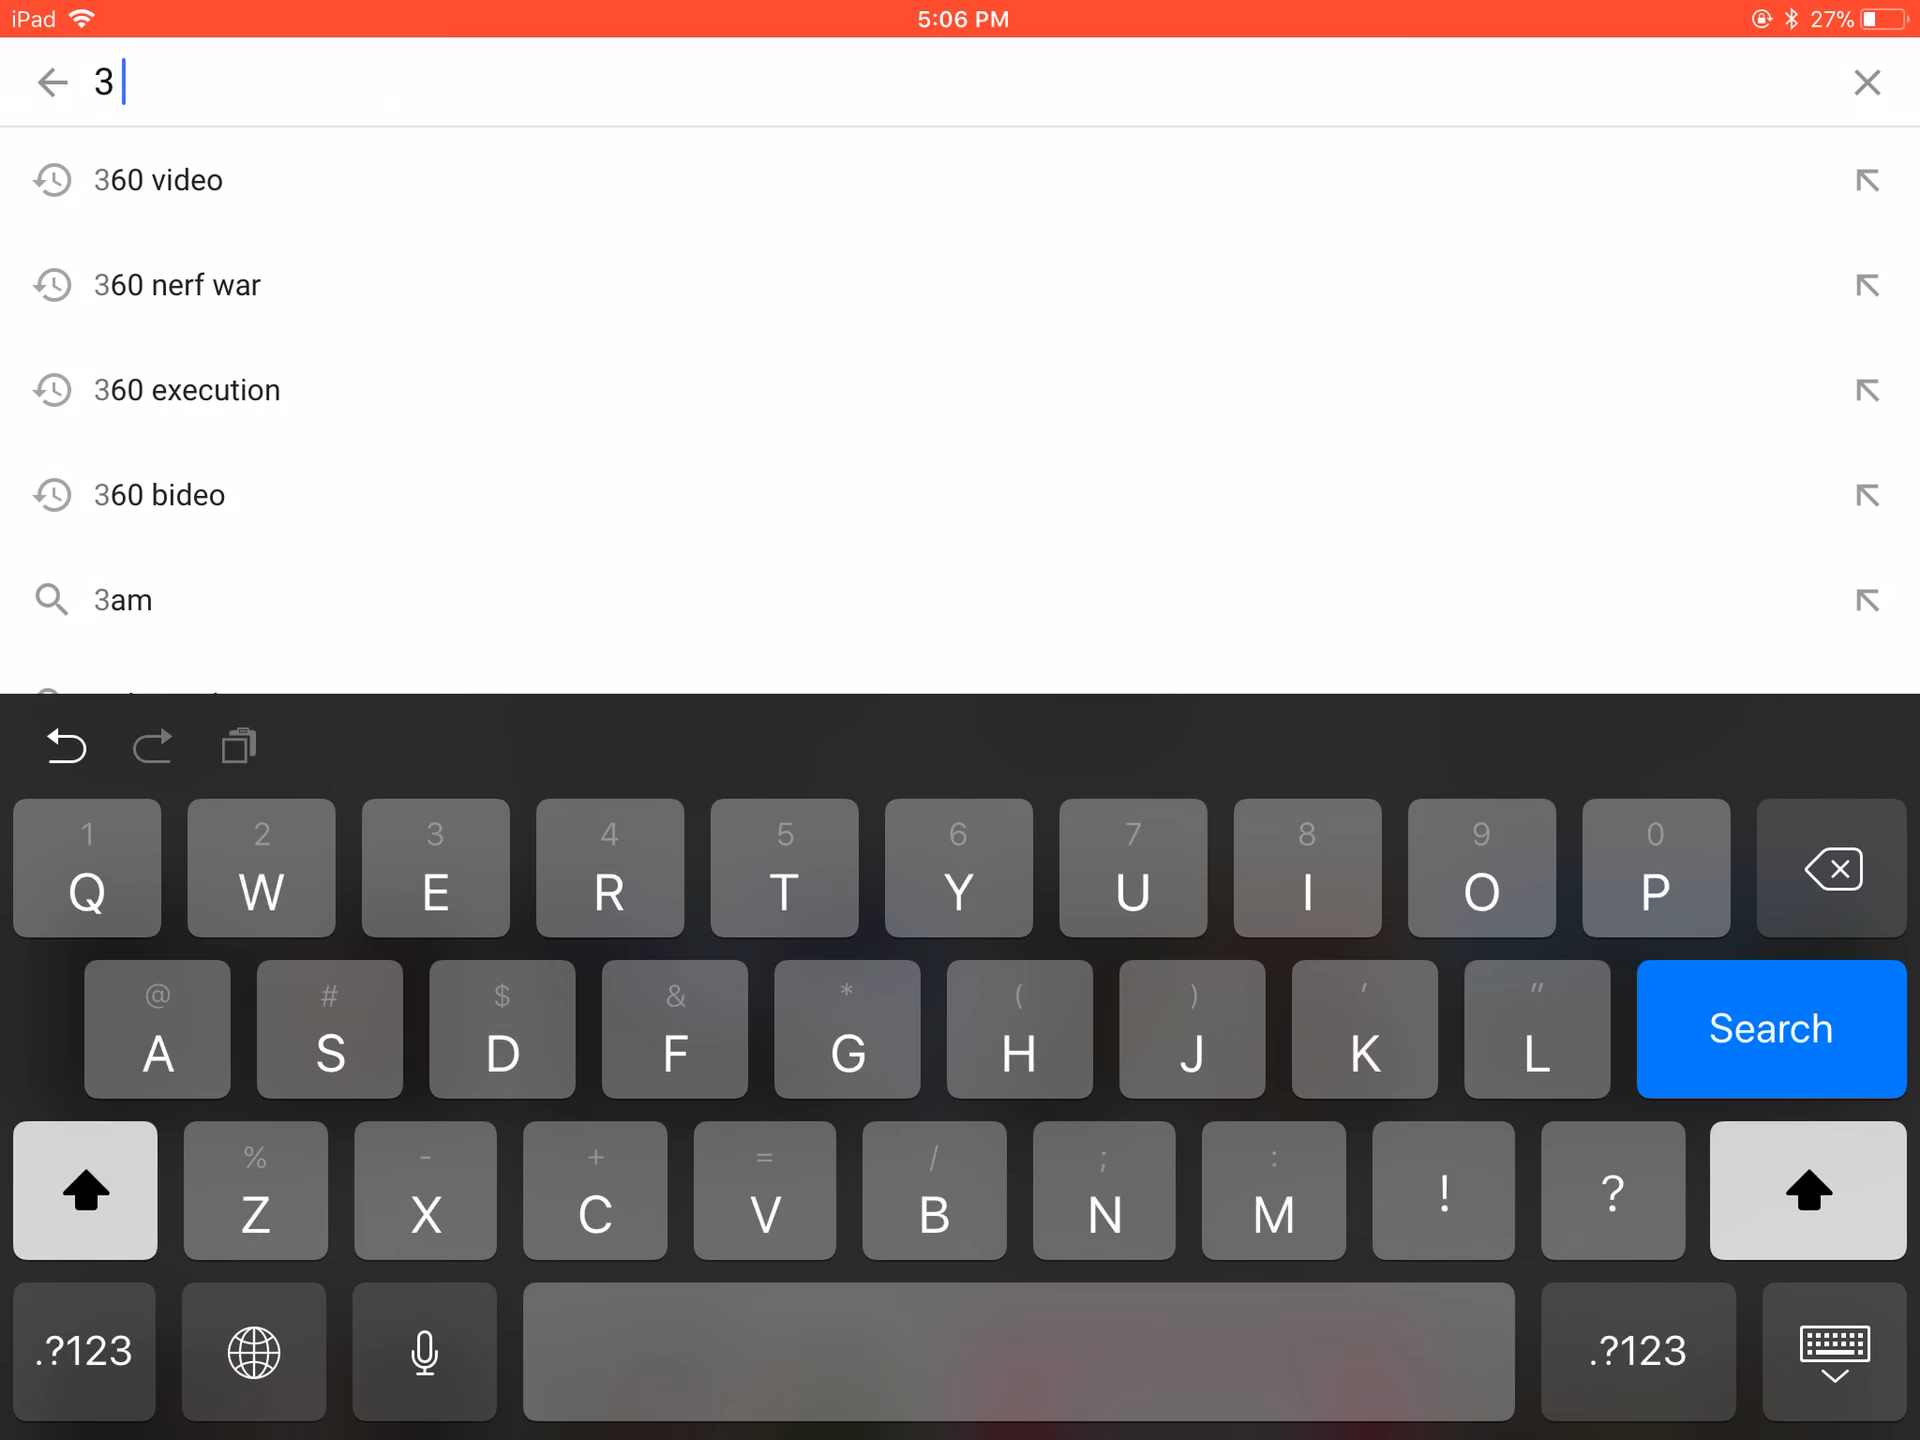 iPad 5:06 PM 27%
3
360 video
360 nerf war
360 execution
360 bideo
3am
1 2 3 4 5 6 7 8 9 0
Q W E R T Y U I O P
@ # $ & * ( ) ' "
A S D F G H J K L Search
% - + = / ; :
Z X C V B N M ! ?
.?123 .?123